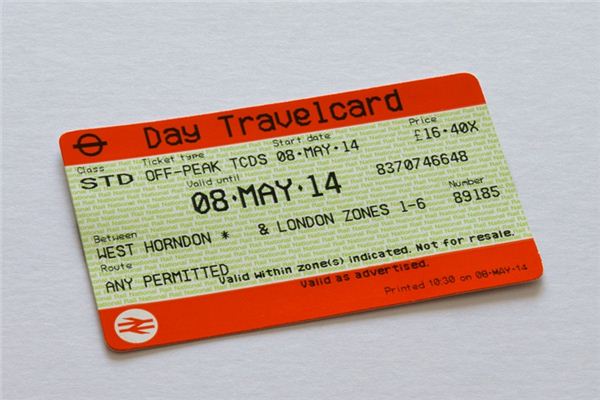 Day Travelcard
Class Ticket type Start date Price
STD OFF-PEAK TCDS 08·MAY·14 £16·40X
Valid until
08·MAY·14 8370746648
Between Number
WEST HORNDON * & LONDON ZONES 1-6 89185
Route
ANY PERMITTED Valid within zone(s) indicated. Not for resale.
Valid as advertised.
Printed 10:30 on 08-MAY-14